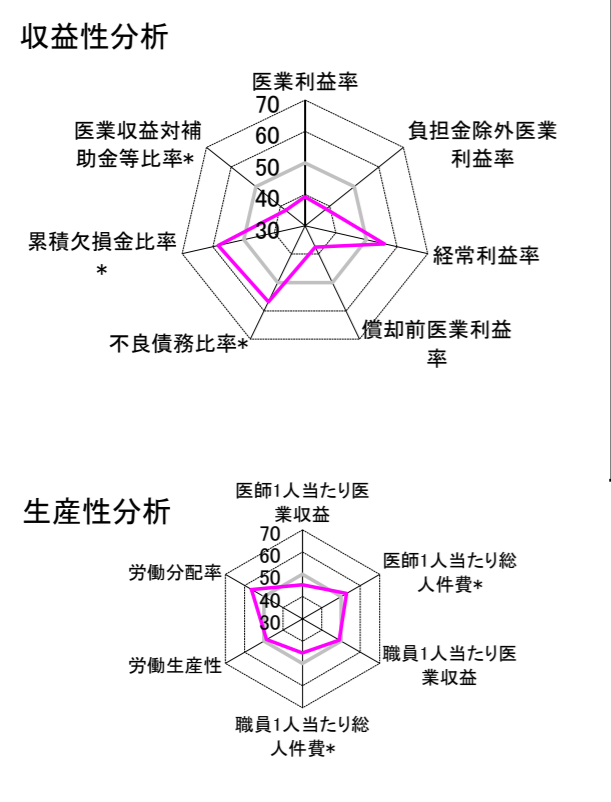 収益性分析
医業利益率
70
60
50
40
30
負担金除外医業
利益率
経常利益率
償却前医業利益
率
不良債務比率*
累積欠損金比率
*
医業収益対補
助金等比率*
生産性分析
医師1人当たり医
業収益
70
60
50
40
30
医師1人当たり総
人件費*
職員1人当たり医
業収益
職員1人当たり総
人件費*
労働生産性
労働分配率